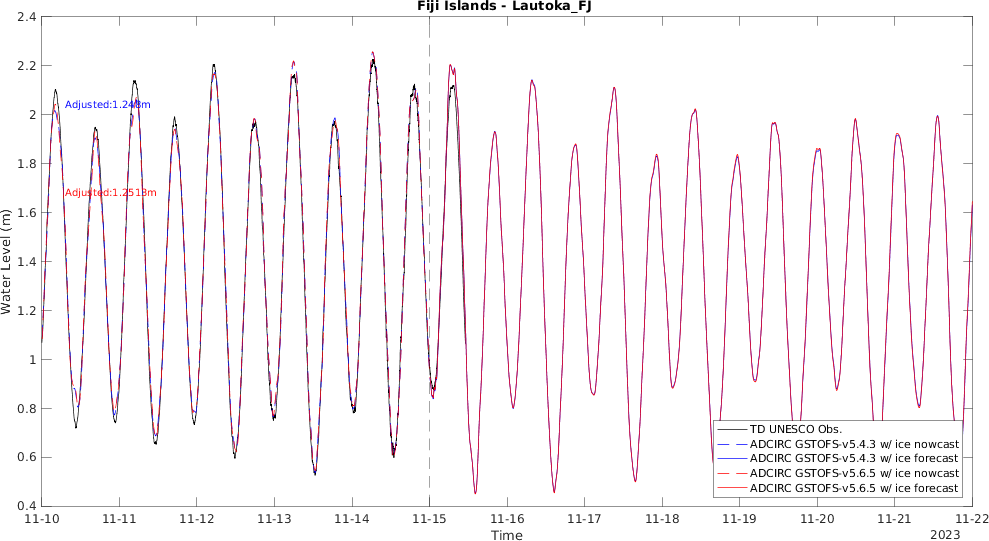 Fiji Islands - Lautoka_FJ
2.4
2.2
2
1.8
1.6
1.4
1.2
1
0.8
0.6
0.4
Water Level (m)
Adjusted:1.248m
Adjusted:1.2513m
TD UNESCO Obs.
ADCIRC GSTOFS-v5.4.3 w/ ice nowcast
ADCIRC GSTOFS-v5.4.3 w/ ice forecast
ADCIRC GSTOFS-v5.6.5 w/ ice nowcast
ADCIRC GSTOFS-v5.6.5 w/ ice forecast
11-10 11-11 11-12 11-13 11-14 11-15 11-16 11-17 11-18 11-19 11-20 11-21 11-22
Time
2023